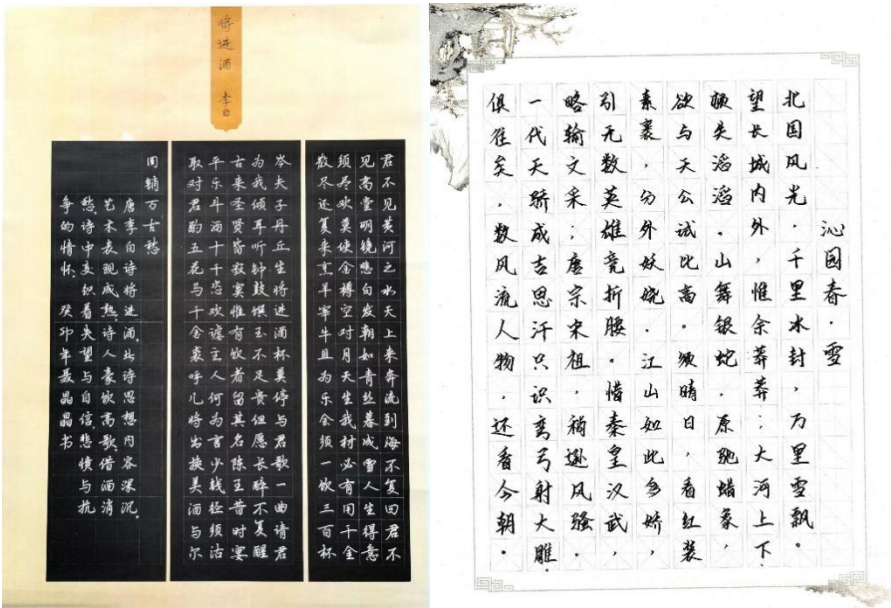 将进酒 李白
君不见黄河之水天上来奔流到海不复回君不
见高堂明镜悲白发朝如青丝暮成雪人生得意
须尽欢莫使金樽空对月天生我材必有用千金
散尽还复来烹羊宰牛且为乐会须一饮三百杯
岑夫子丹丘生将进酒杯莫停与君歌一曲请君
为我倾耳听钟鼓馔玉不足贵但愿长醉不复醒
古来圣贤皆寂寞惟有饮者留其名陈王昔时宴
平乐斗酒十千恣欢谑主人何为言少钱径须沽
取对君酌五花马千金裘呼儿将出换美酒与尔
同销万古愁
唐李白诗将进酒。此诗思想内容深沉，
艺术表现成熟。诗人豪饮高歌，借酒消
愁，诗中交织着失望与自信，悲愤与抗
争的情怀。癸卯年聂晶晶书
沁园春·雪
北国风光，千里冰封，万里雪飘。
望长城内外，惟余莽莽；大河上下，
顿失滔滔。山舞银蛇，原驰蜡象，
欲与天公试比高。须晴日，看红装
素裹，分外妖娆。江山如此多娇，
引无数英雄竞折腰。惜秦皇汉武，
略输文采；唐宗宋祖，稍逊风骚。
一代天骄成吉思汗只识弯弓射大雕。
俱往矣，数风流人物，还看今朝。